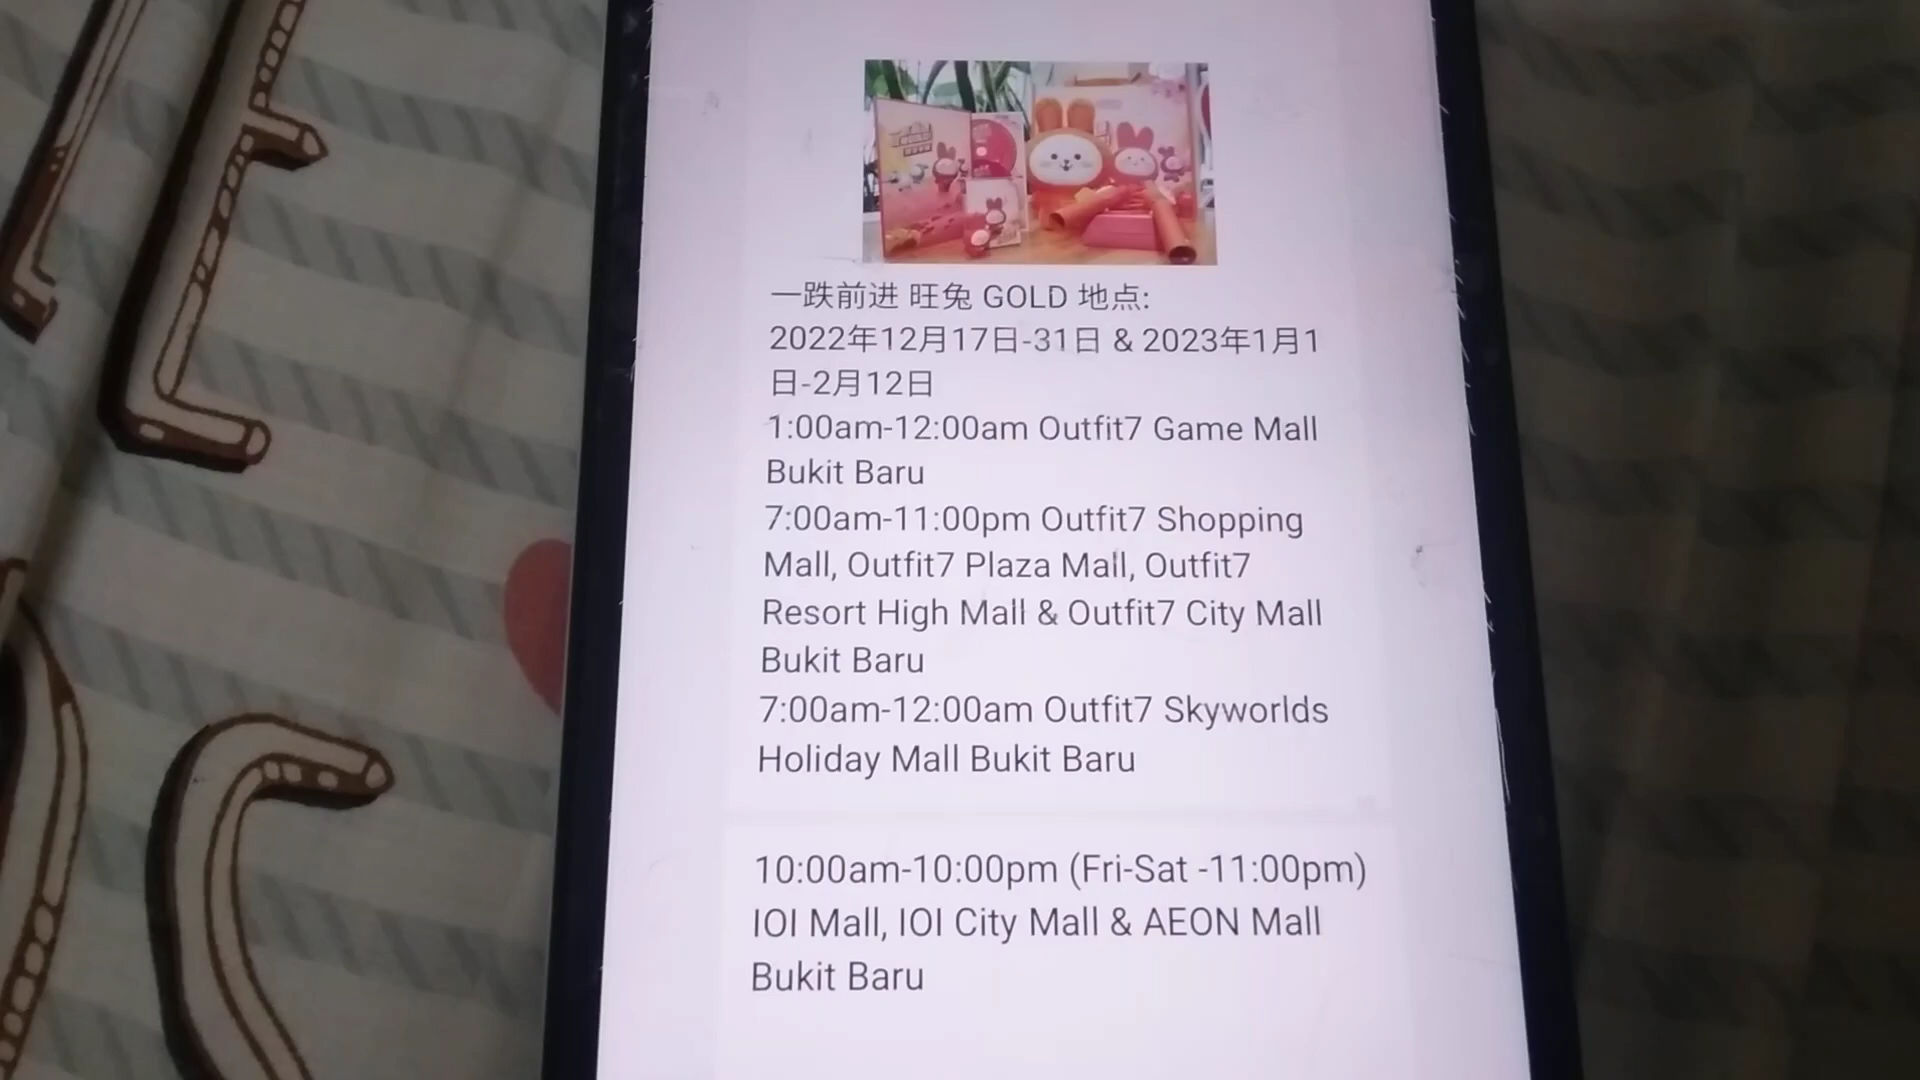 一跌前进 旺兔 GOLD 地点:
2022年12月17日-31日 & 2023年1月1
日-2月12日
1:00am-12:00am Outfit7 Game Mall
Bukit Baru
7:00am-11:00pm Outfit7 Shopping
Mall, Outfit7 Plaza Mall, Outfit7
Resort High Mall & Outfit7 City Mall
Bukit Baru
7:00am-12:00am Outfit7 Skyworlds
Holiday Mall Bukit Baru
10:00am-10:00pm (Fri-Sat -11:00pm)
IOI Mall, IOI City Mall & AEON Mall
Bukit Baru